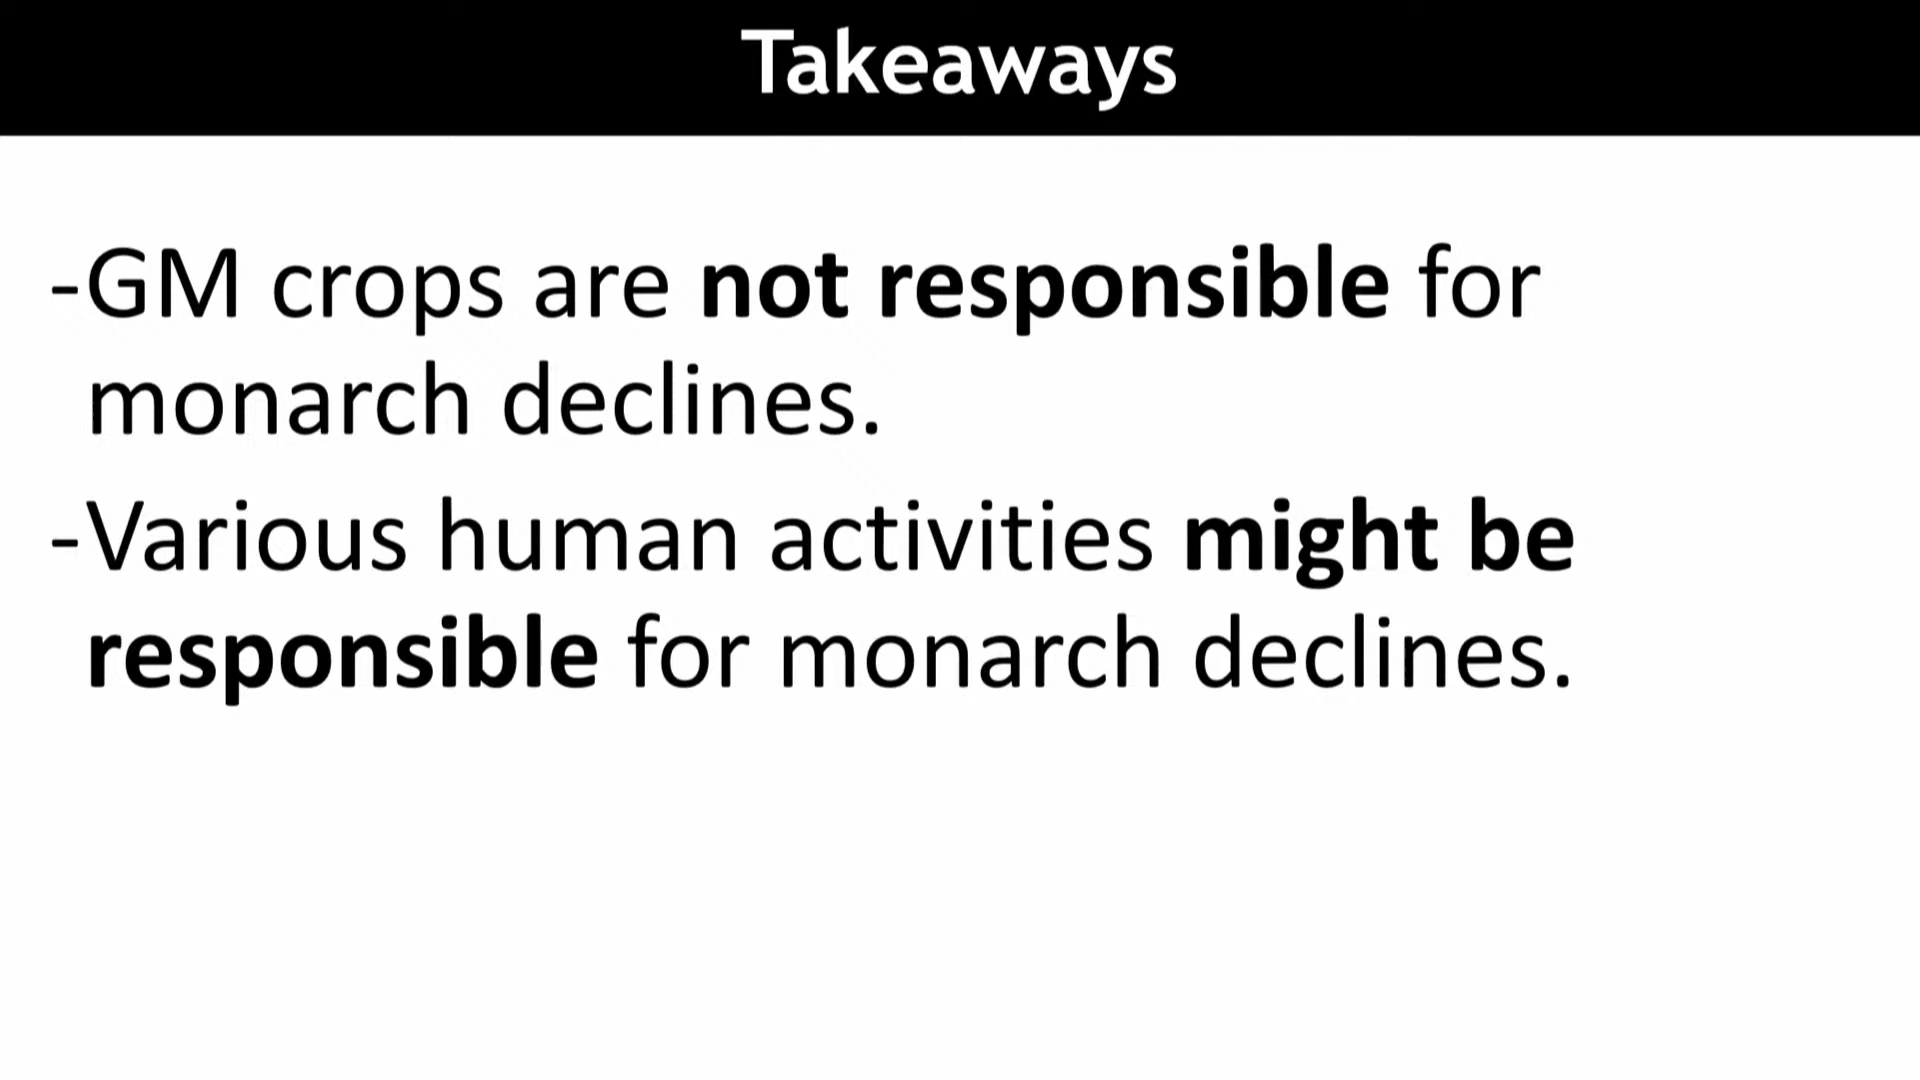 Takeaways
-GM crops are not responsible for
monarch declines.
-Various human activities might be
responsible for monarch declines.